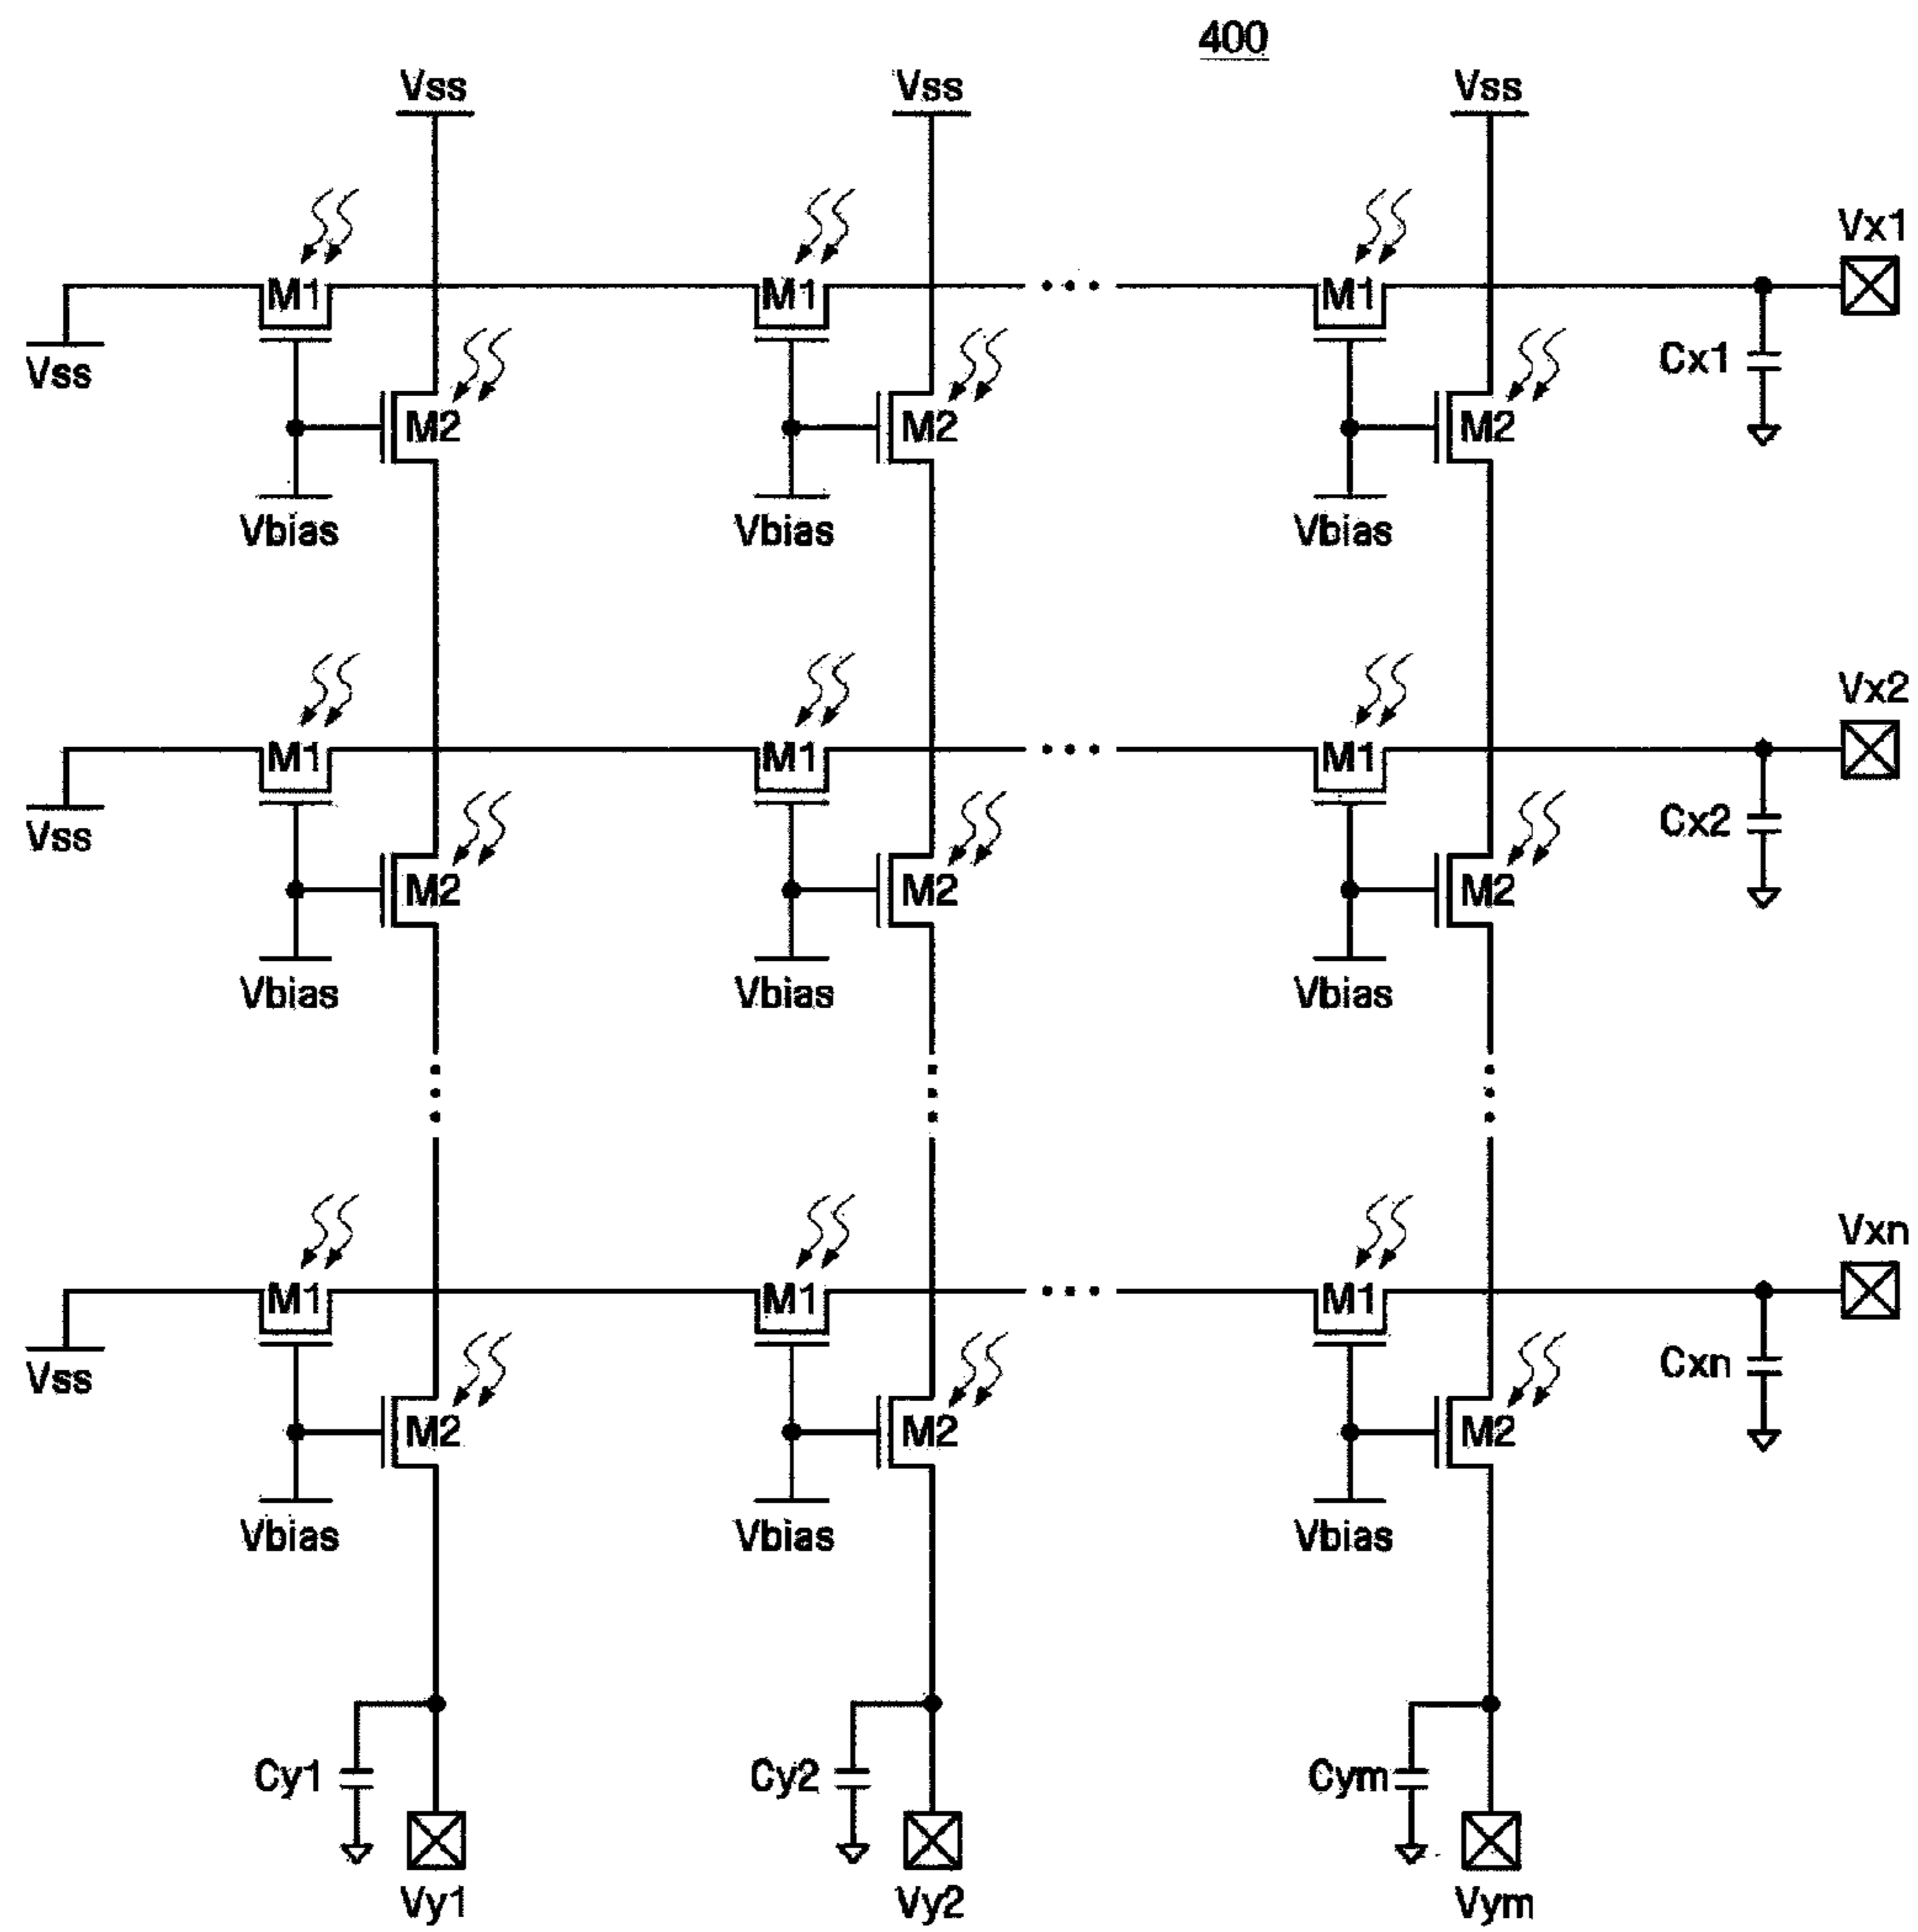 400
Vss Vss Vss
Vx1
M1 M1 ... M1
Vss
Cx1
M2 M2 M2
Vbias Vbias Vbias
Vx2
M1 M1 ... M1
Vss
Cx2
M2 M2 M2
Vbias Vbias Vbias
Vxn
M1 M1 ... M1
Vss
Cxn
M2 M2 M2
Vbias Vbias Vbias
Cy1 Cy2 Cym
Vy1 Vy2 Vym